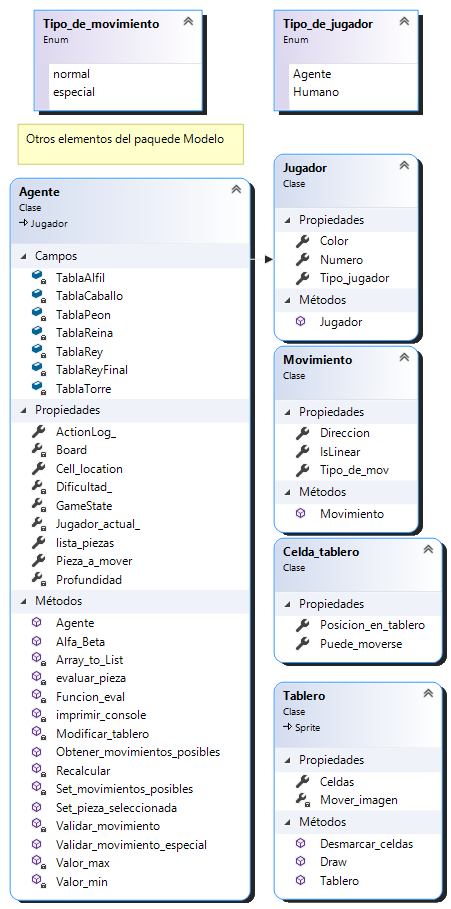 Tipo_de_movimiento
Enum
normal
especial
Tipo_de_jugador
Enum
Agente
Humano
Otros elementos del paquede Modelo
Agente
Clase
Jugador
Campos
TablaAlfil
TablaCaballo
TablaPeon
TablaReina
TablaRey
TablaReyFinal
TablaTorre
Propiedades
ActionLog_
Board
Cell_location
Dificultad_
GameState
Jugador_actual_
lista_piezas
Pieza_a_mover
Profundidad
Métodos
Agente
Alfa_Beta
Array_to_List
evaluar_pieza
Funcion_eval
imprimir_console
Modificar_tablero
Obtener_movimientos_posibles
Recalcular
Set_movimientos_posibles
Set_pieza_seleccionada
Validar_movimiento
Validar_movimiento_especial
Valor_max
Valor_min
Jugador
Clase
Propiedades
Color
Numero
Tipo_jugador
Métodos
Jugador
Movimiento
Clase
Propiedades
Direccion
IsLinear
Tipo_de_mov
Métodos
Movimiento
Celda_tablero
Clase
Propiedades
Posicion_en_tablero
Puede_moverse
Tablero
Clase
Sprite
Propiedades
Celdas
Mover_imagen
Métodos
Desmarcar_celdas
Draw
Tablero